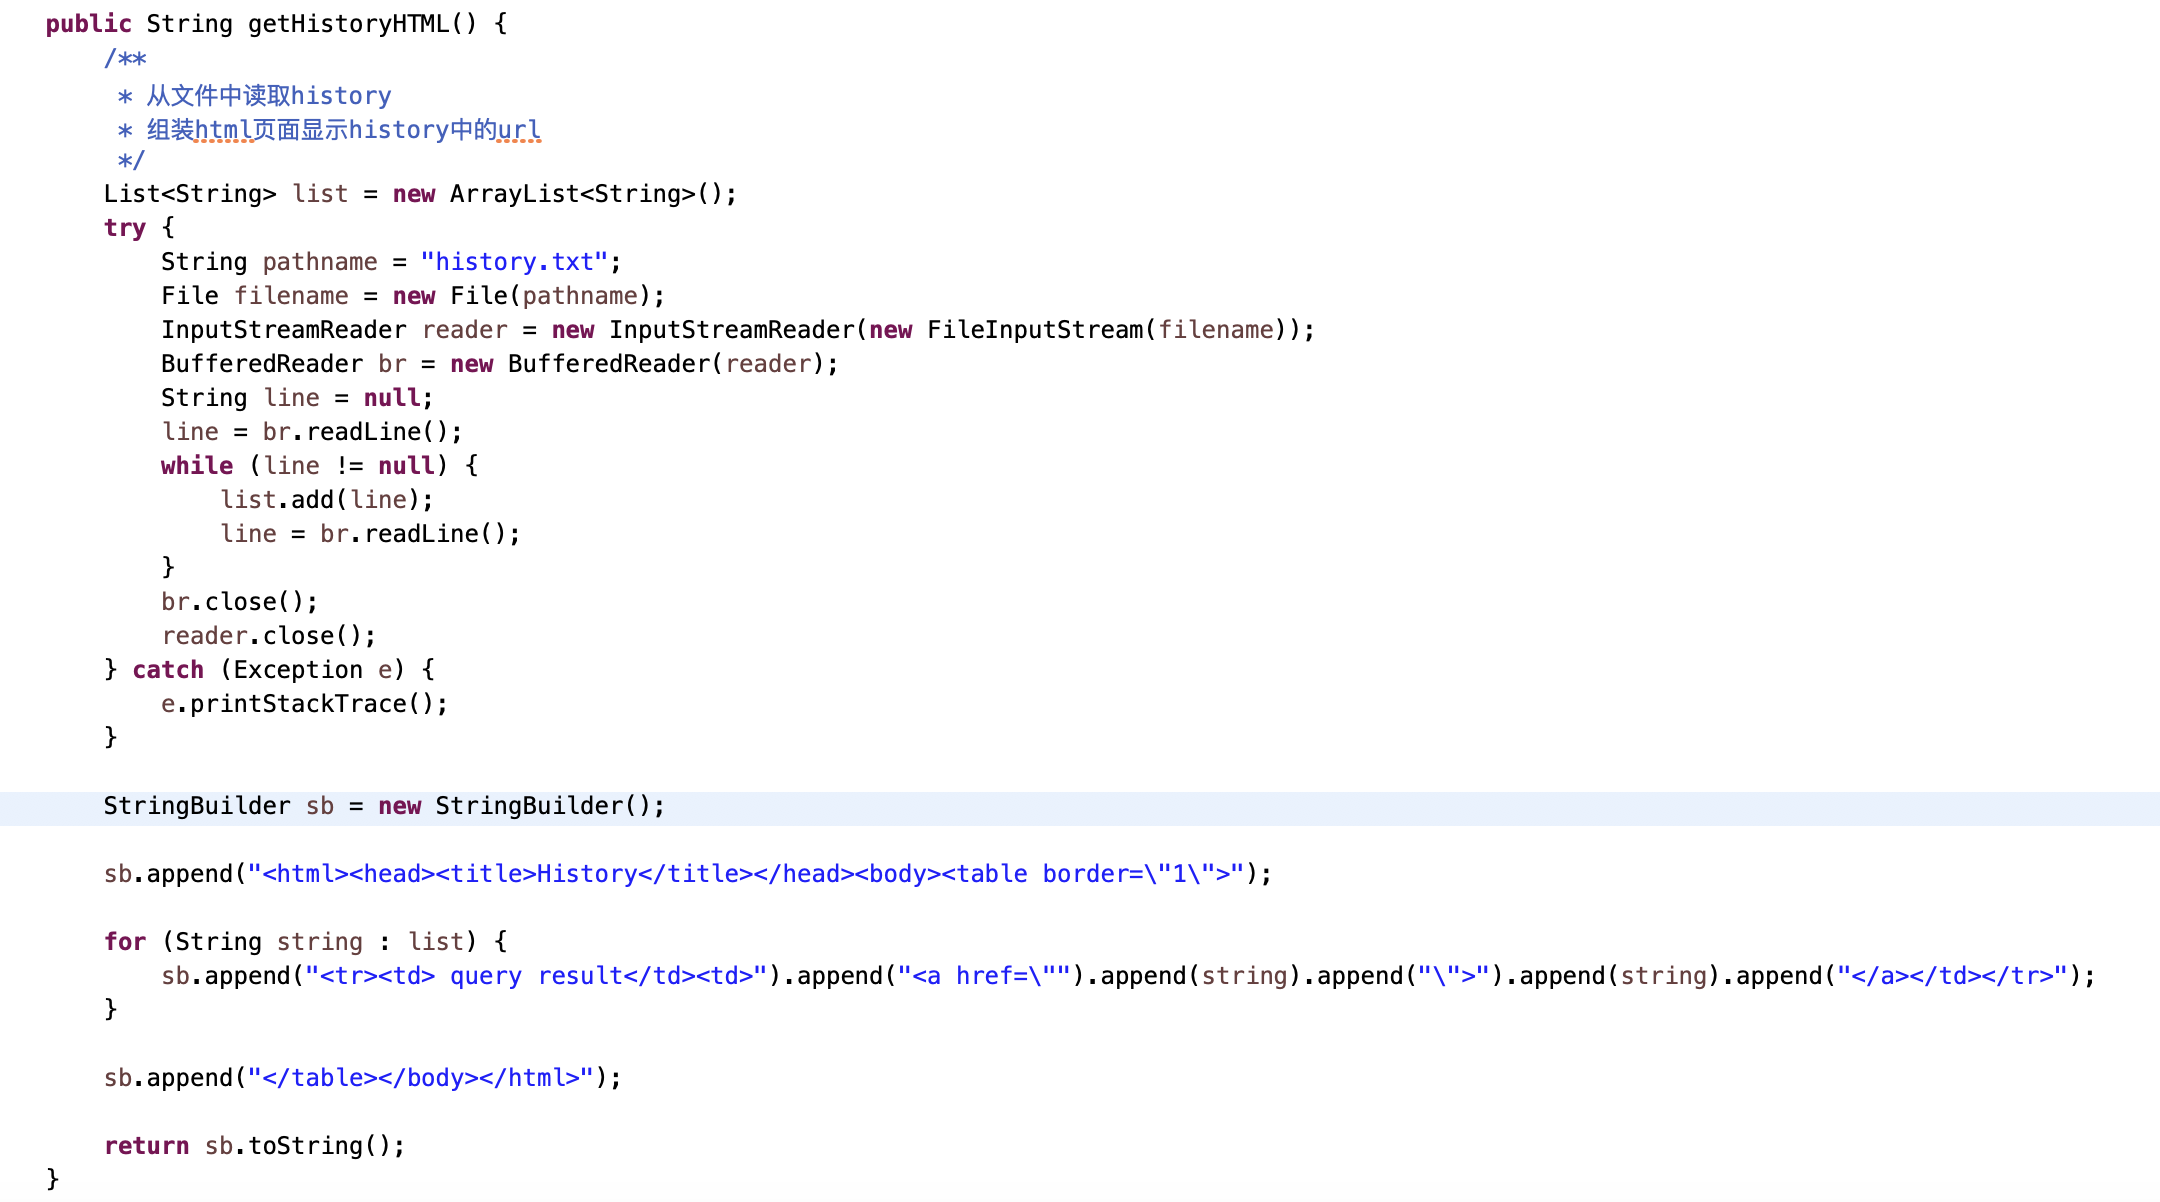 public String getHistoryHTML() {
/**
* 从文件中读取history
* 组装html页面显示history中的url
*/
List<String> list = new ArrayList<String>();
try {
String pathname = "history.txt";
File filename = new File(pathname);
InputStreamReader reader = new InputStreamReader(new FileInputStream(filename));
BufferedReader br = new BufferedReader(reader);
String line = null;
line = br.readLine();
while (line != null) {
list.add(line);
line = br.readLine();
}
br.close();
reader.close();
} catch (Exception e) {
e.printStackTrace();
}
StringBuilder sb = new StringBuilder();
sb.append("<html><head><title>History</title></head><body><table border=\"1\">");
for (String string : list) {
sb.append("<tr><td> query result</td><td>").append("<a href=\"").append(string).append("\">").append(string).append("</a></td></tr>");
}
sb.append("</table></body></html>");
return sb.toString();
}